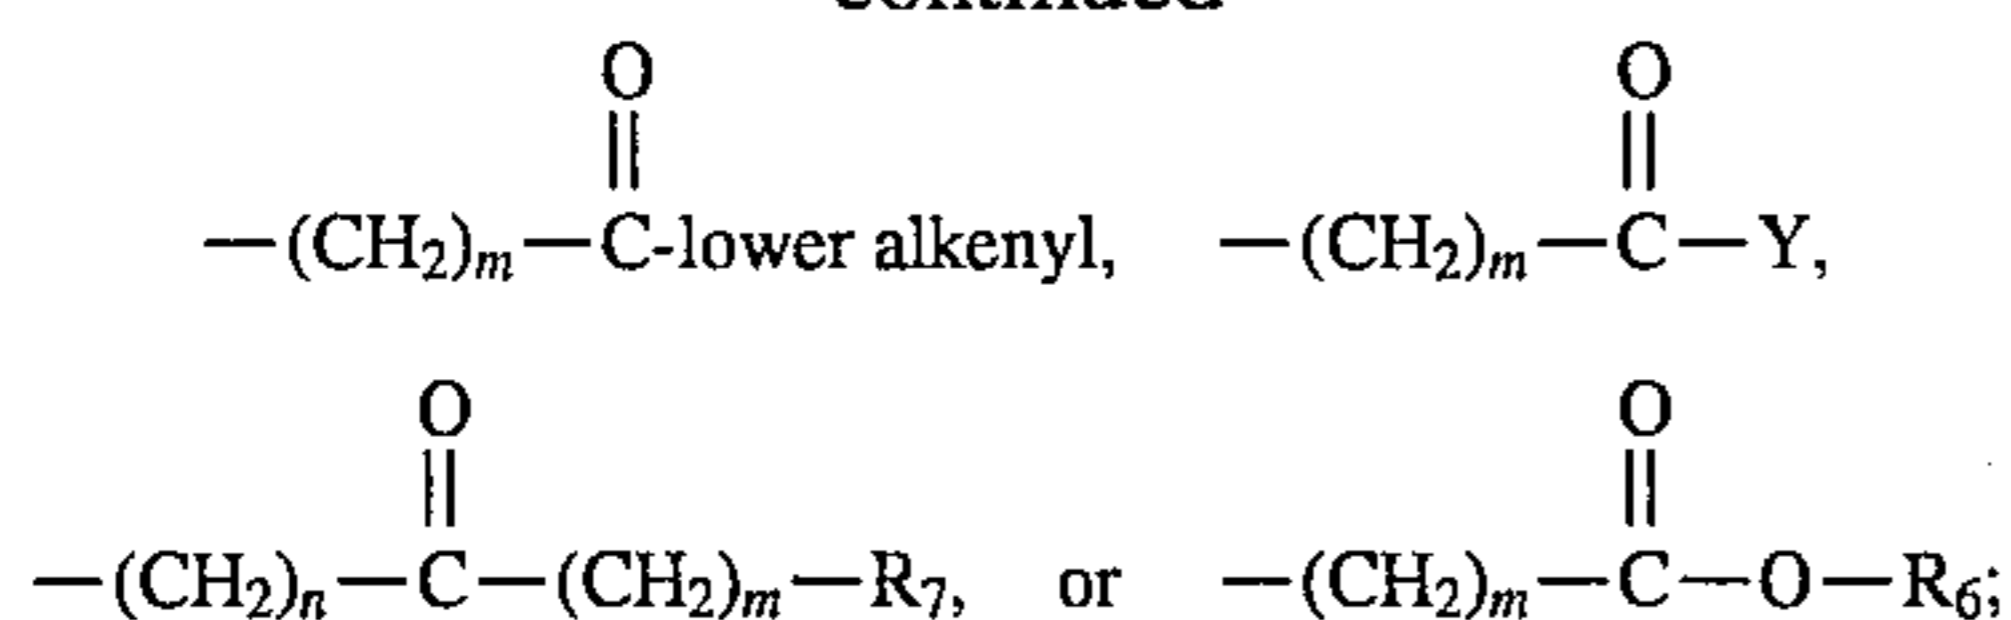 O O
—(CH₂)ₘ—C-lower alkenyl, —(CH₂)ₘ—C—Y,
O O
—(CH₂)ₙ—C—(CH₂)ₘ—R₇, or —(CH₂)ₘ—C—O—R₆;